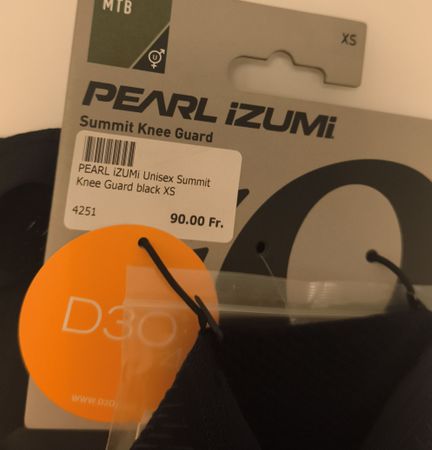 MTB
XS
U
PEARL iZUMi
Summit Knee Guard
PEARL iZUMi Unisex Summit
Knee Guard black XS
4251
90.00 Fr.
D3O